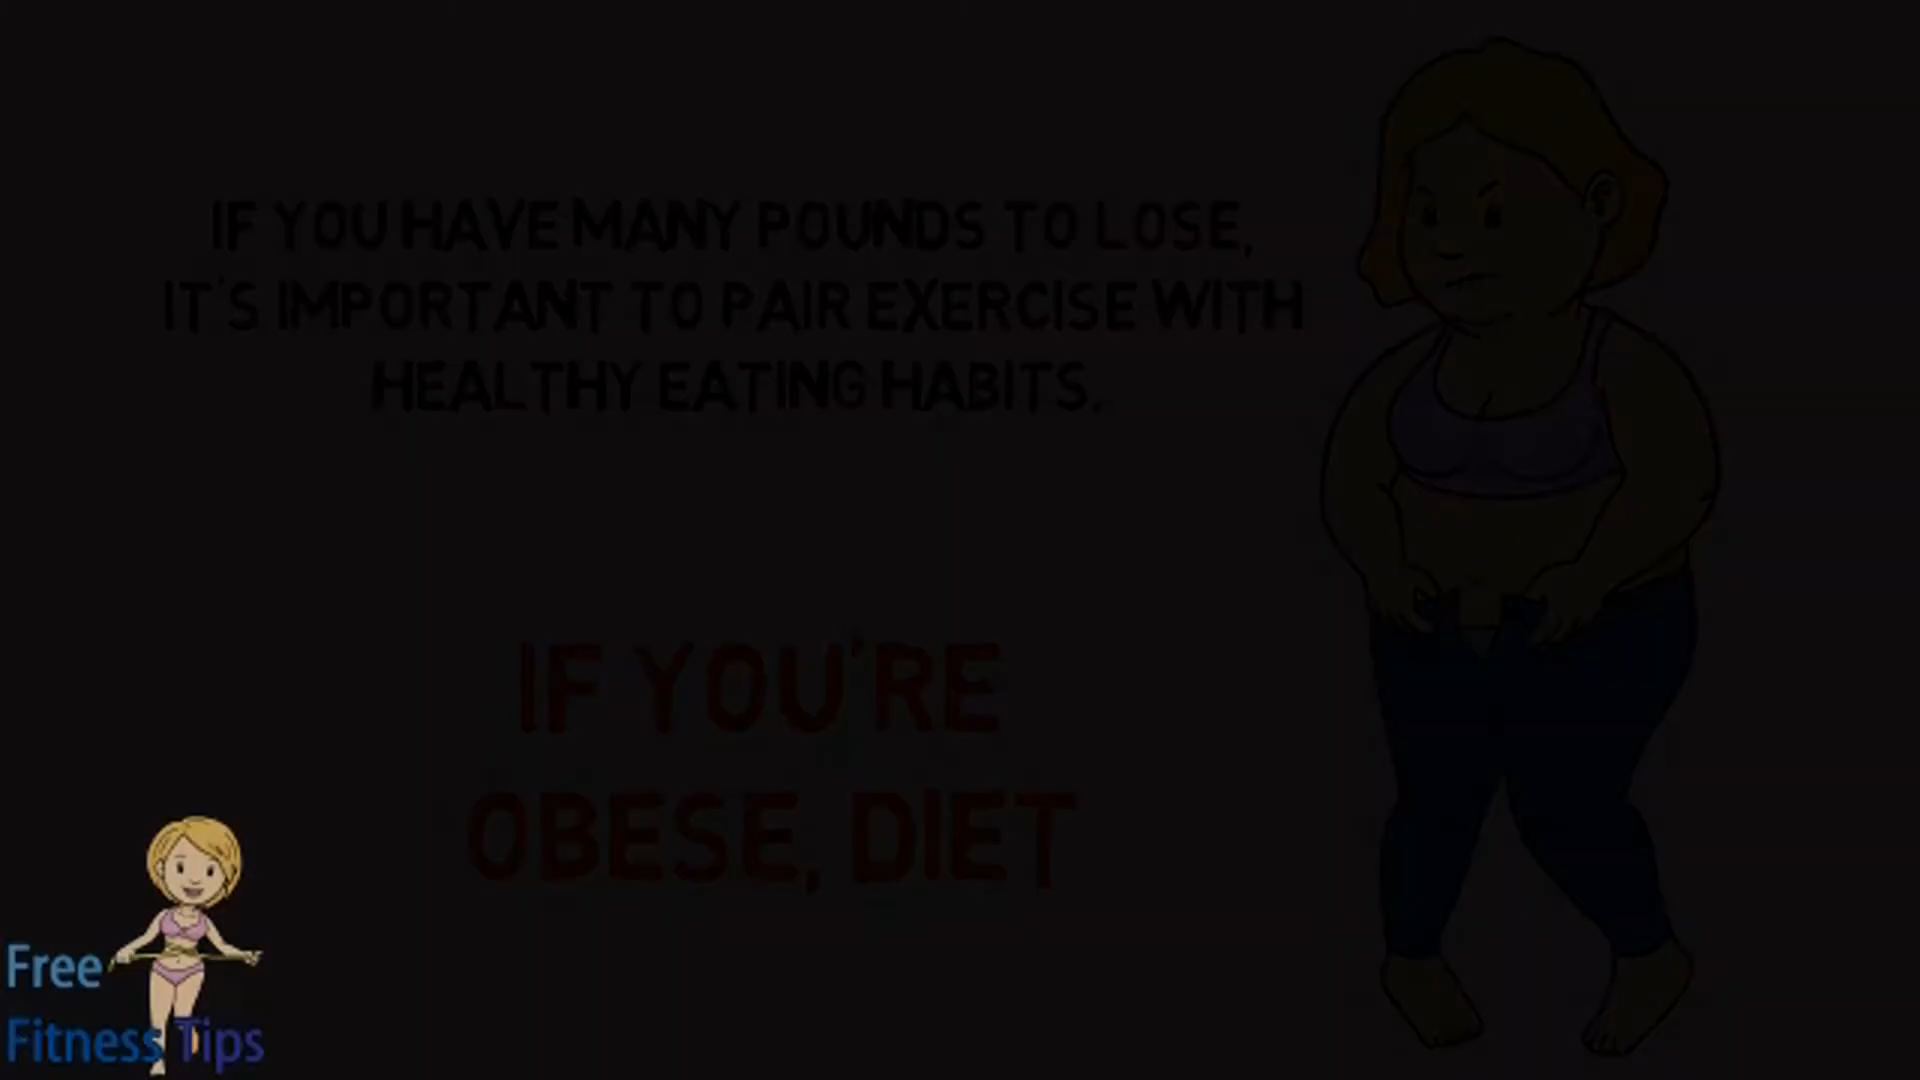 IF YOU HAVE MANY POUNDS TO LOSE,
IT'S IMPORTANT TO PAIR EXERCISE WITH
HEALTHY EATING HABITS.
IF YOU'RE
OBESE, DIET
Free
Fitness Tips